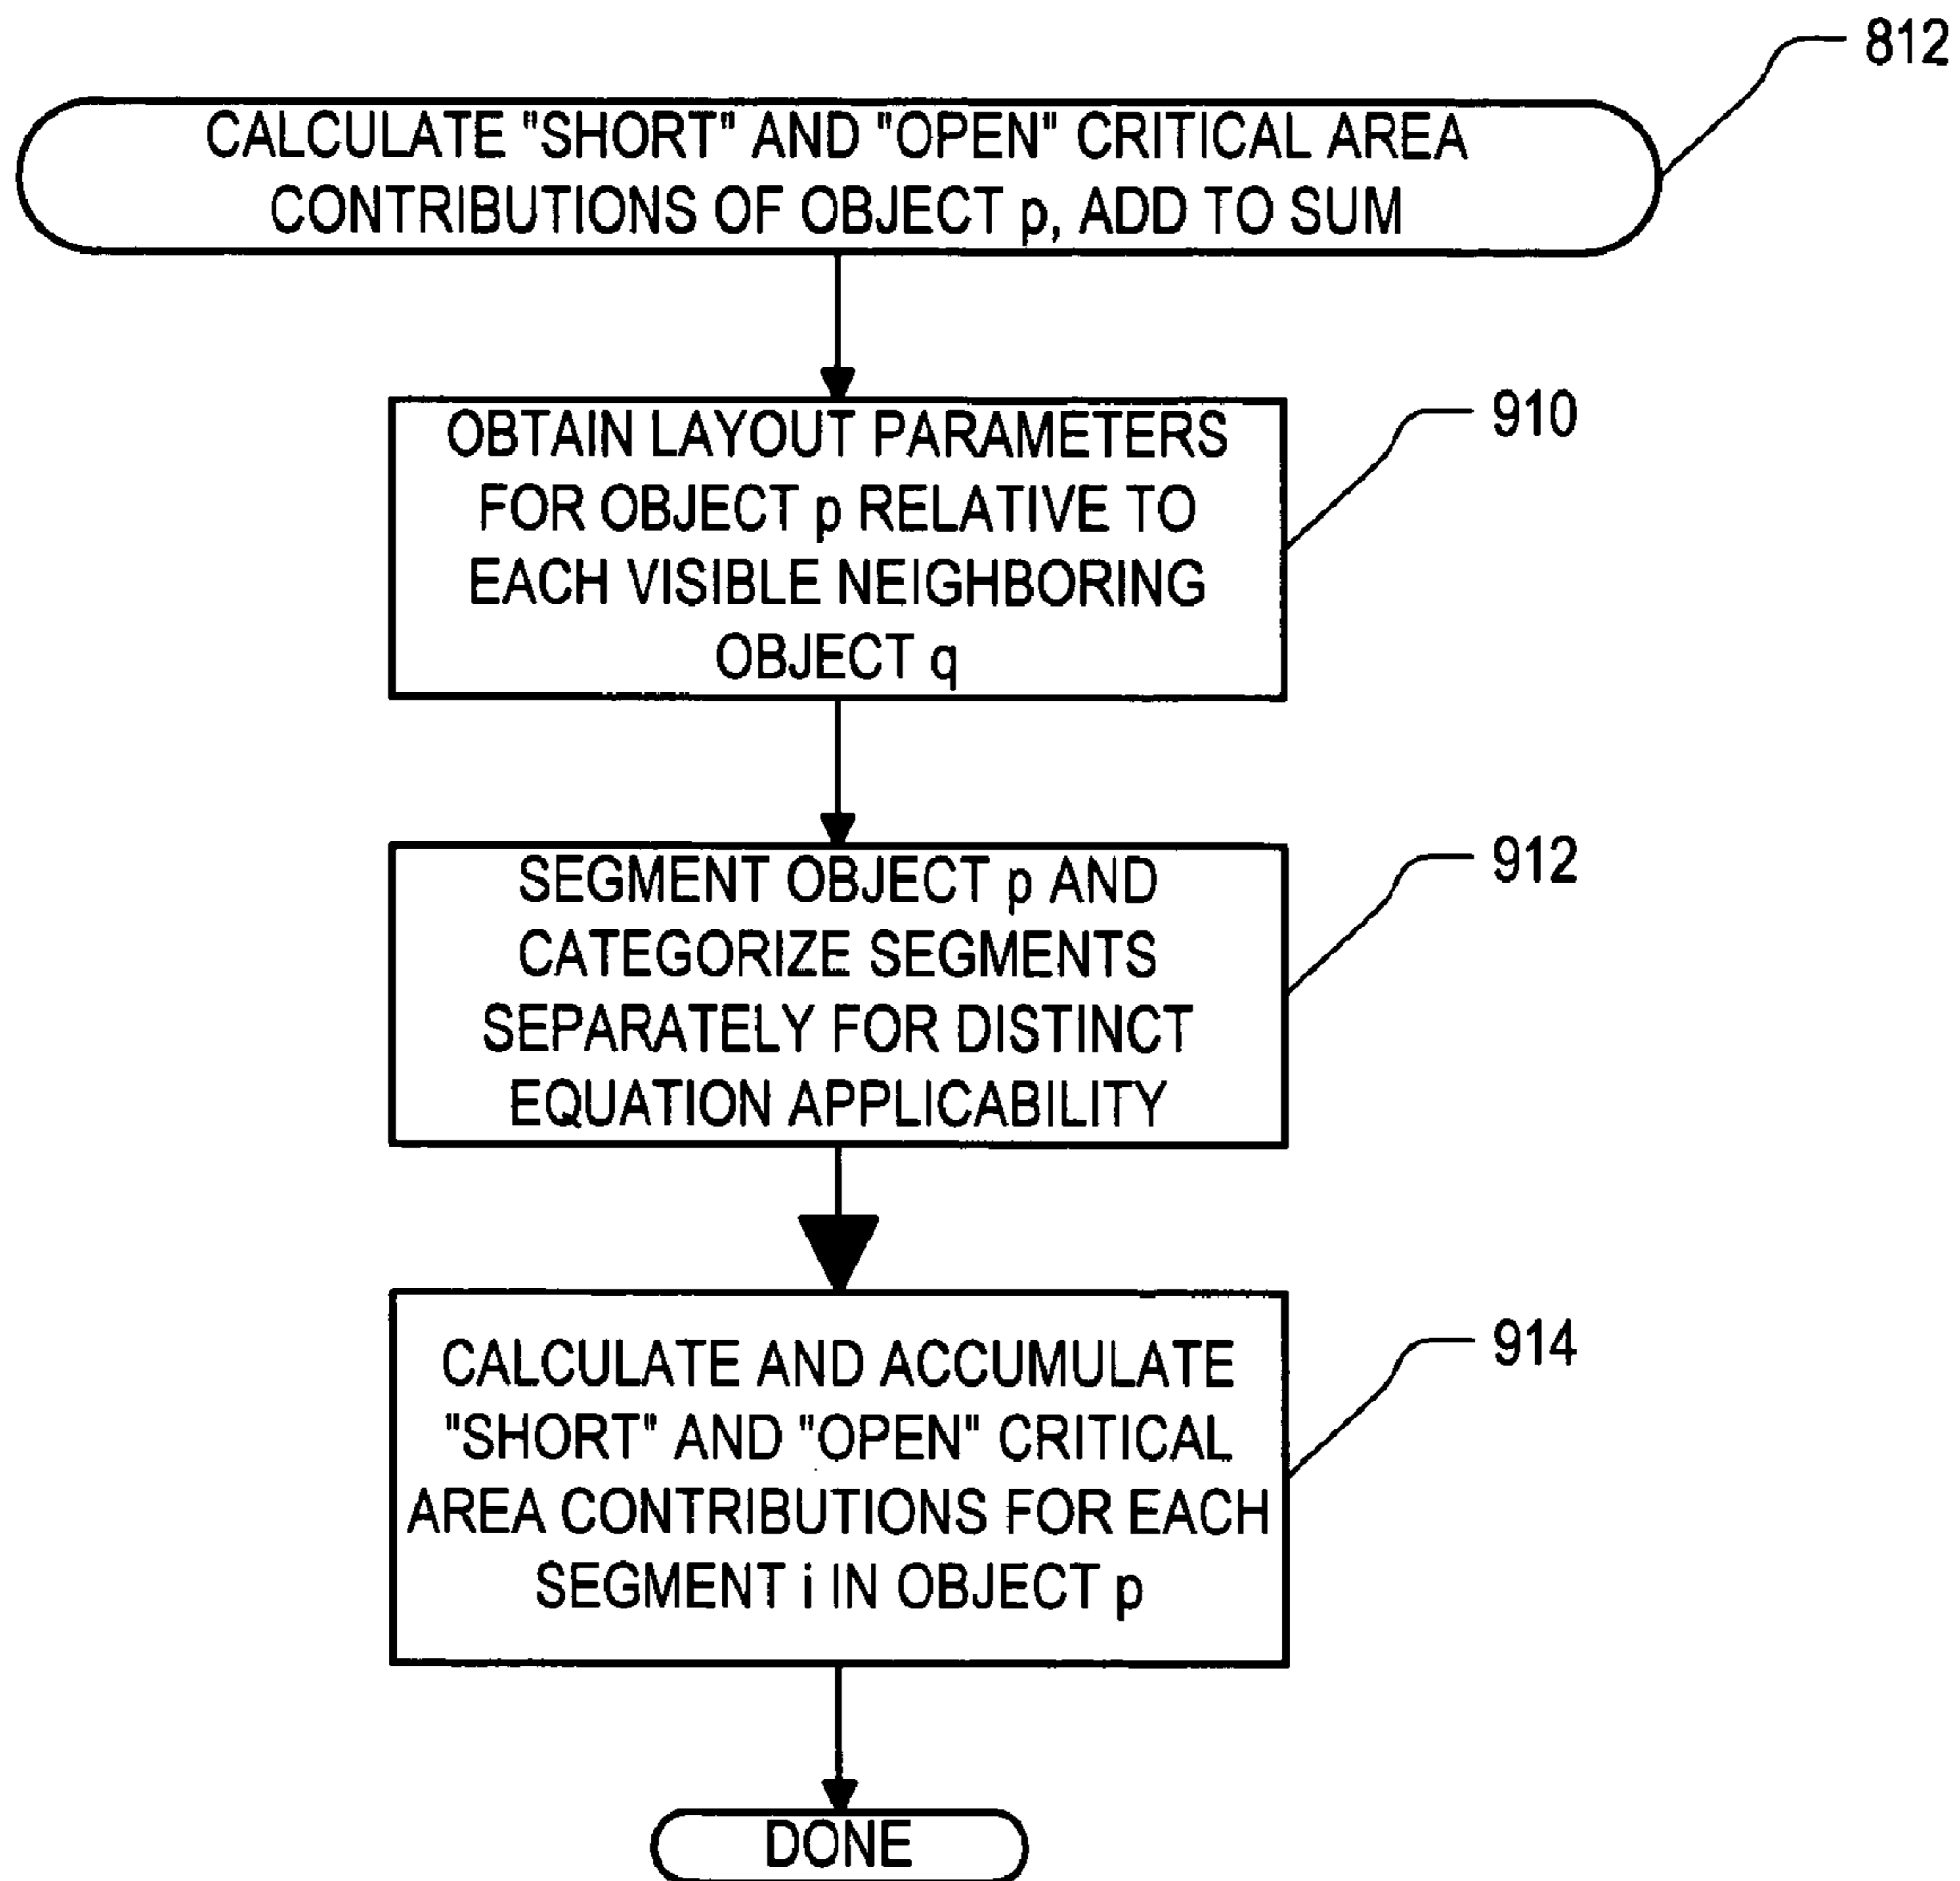 812
CALCULATE "SHORT" AND "OPEN" CRITICAL AREA
CONTRIBUTIONS OF OBJECT p, ADD TO SUM
910
OBTAIN LAYOUT PARAMETERS
FOR OBJECT p RELATIVE TO
EACH VISIBLE NEIGHBORING
OBJECT q
912
SEGMENT OBJECT p AND
CATEGORIZE SEGMENTS
SEPARATELY FOR DISTINCT
EQUATION APPLICABILITY
914
CALCULATE AND ACCUMULATE
"SHORT" AND "OPEN" CRITICAL
AREA CONTRIBUTIONS FOR EACH
SEGMENT i IN OBJECT p
DONE